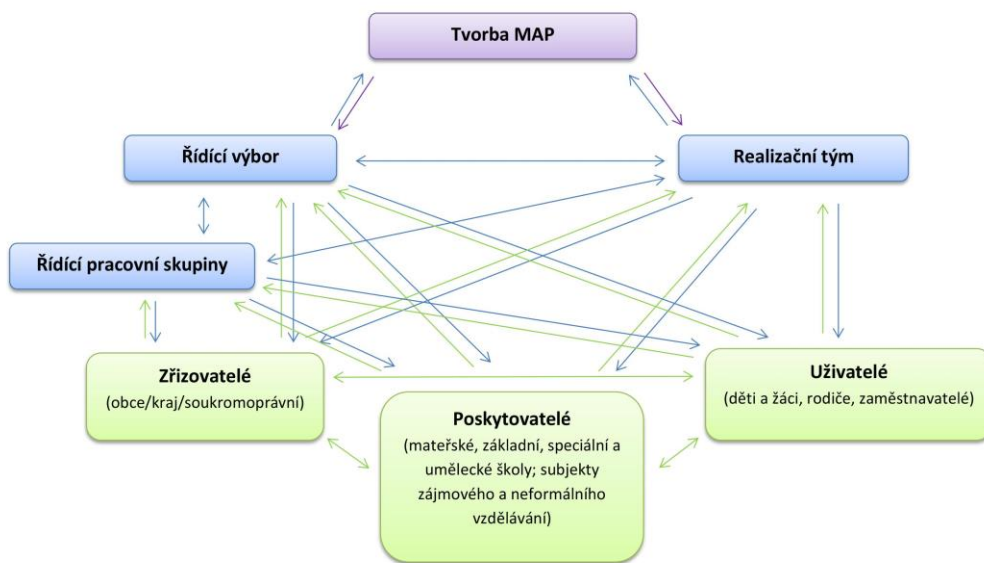 Tvorba MAP
Řídící výbor
Realizační tým
Řídící pracovní skupiny
Zřizovatelé
(obce/kraj/soukromoprávní)
Poskytovatelé
(mateřské, základní, speciální a
umělecké školy; subjekty
zájmového a neformálního
vzdělávání)
Uživatelé
(děti a žáci, rodiče, zaměstnavatelé)